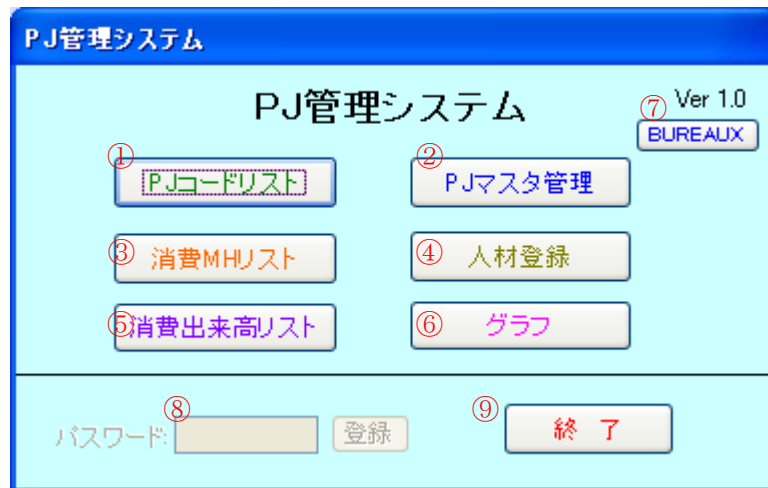 PJ管理システム
PJ管理システム
Ver 1.0
⑦ BUREAUX
① PJコードリスト
② PJマスタ管理
③ 消費MHリスト
④ 人材登録
⑤ 消費出来高リスト
⑥ グラフ
⑧
パスワード:
登録
⑨ 終 了